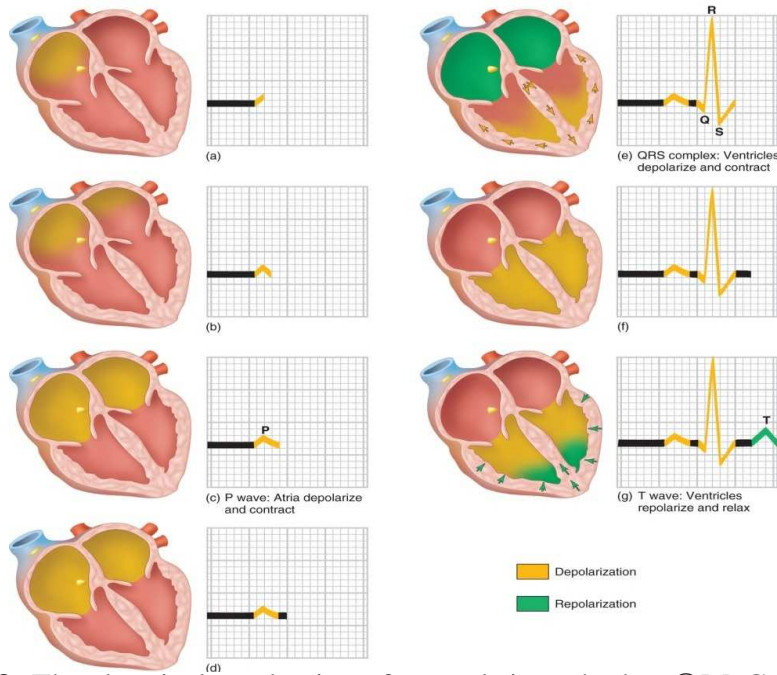 (a)
(b)
P
(c) P wave: Atria depolarize
and contract
(d)
R
Q
S
(e) QRS complex: Ventricles
depolarize and contract
(f)
T
(g) T wave: Ventricles
repolarize and relax
Depolarization
Repolarization